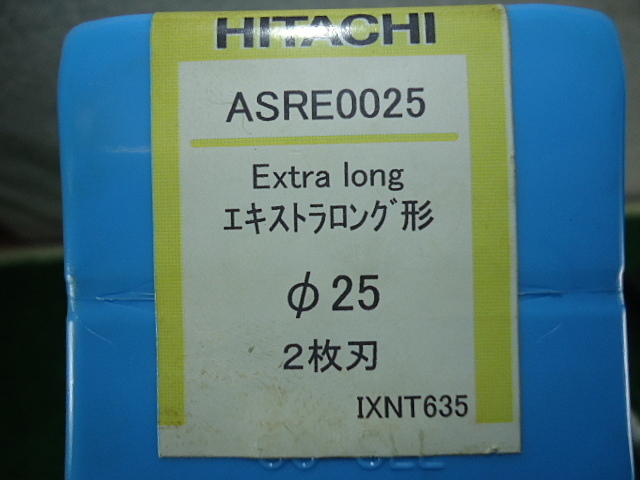 HITACHI
ASRE0025
Extra long
エキストラロング形
φ25
2枚刃
IXNT635